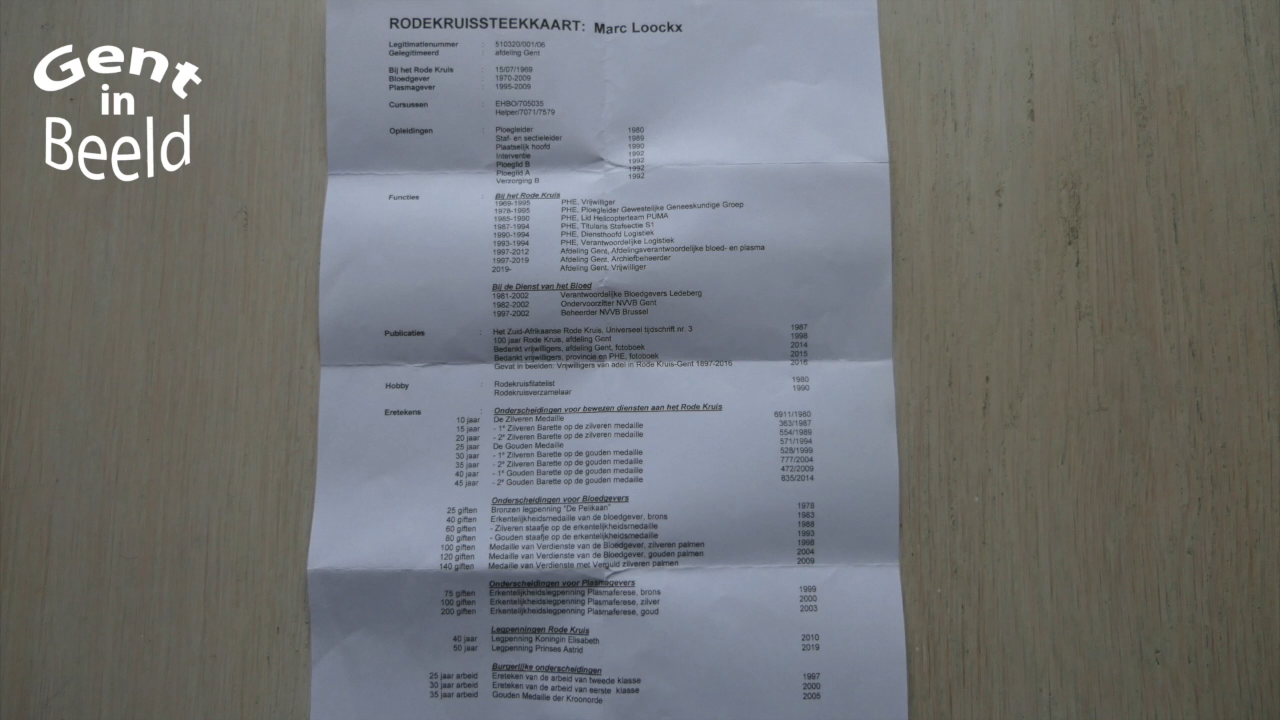 Gent
in
Beeld
RODEKRUISSTEEKKAART: Marc Loockx
Legitimatienummer : 510320/001/06
Gelegitimeerd : afdeling Gent
Bij het Rode Kruis : 15/07/1969
Bloedgever : 1970-2009
Plasmagever : 1995-2009
Cursussen : EHBO/705035
Helper/7071/7579
Opleidingen : Ploegleider 1980
Staf- en sectieleider 1989
Plaatselijk hoofd 1990
Interventie 1992
Ploeglid B 1992
Ploeglid A 1992
Verzorging B 1992
Functies : Bij het Rode Kruis
1969-1995 PHE, Vrijwilliger
1978-1995 PHE, Ploegleider Gewestelijke Geneeskundige Groep
1985-1990 PHE, Lid Helicopterteam PUMA
1987-1994 PHE, Titularis Stafsectie S1
1990-1994 PHE, Diensthoofd Logistiek
1993-1994 PHE, Verantwoordelijke Logistiek
1997-2012 Afdeling Gent, Afdelingsverantwoordelijke bloed- en plasma
1997-2019 Afdeling Gent, Archiefbeheerder
2019- Afdeling Gent, Vrijwilliger
Bij de Dienst van het Bloed
1981-2002 Verantwoordelijke Bloedgevers Ledeberg
1982-2002 Ondervoorzitter NVVB Gent
1997-2002 Beheerder NVVB Brussel
Publicaties : Het Zuid-Afrikaanse Rode Kruis, Universeel tijdschrift nr. 3 1987
100 jaar Rode Kruis, afdeling Gent 1998
Bedankt vrijwilligers, afdeling Gent, fotoboek 2014
Bedankt vrijwilligers, provincie en PHE, fotoboek 2015
Gevat in beelden: Vrijwilligers van adel in Rode Kruis-Gent 1897-2016 2016
Hobby : Rodekruisfilatelist 1980
Rodekruisverzamelaar 1990
Eretekens : Onderscheidingen voor bewezen diensten aan het Rode Kruis
10 jaar De Zilveren Medaille 6911/1980
15 jaar - 1e Zilveren Barette op de zilveren medaille 363/1987
20 jaar - 2e Zilveren Barette op de zilveren medaille 554/1989
25 jaar De Gouden Medaille 571/1994
30 jaar - 1e Zilveren Barette op de gouden medaille 528/1999
35 jaar - 2e Zilveren Barette op de gouden medaille 777/2004
40 jaar - 1e Gouden Barette op de gouden medaille 472/2009
45 jaar - 2e Gouden Barette op de gouden medaille 835/2014
Onderscheidingen voor Bloedgevers
25 giften Bronzen legpenning "De Pelikaan" 1978
40 giften Erkentelijkheidsmedaille van de bloedgever, brons 1983
60 giften - Zilveren staafje op de erkentelijkheidsmedaille 1988
80 giften - Gouden staafje op de erkentelijkheidsmedaille 1993
100 giften Medaille van Verdienste van de Bloedgever, zilveren palmen 1998
120 giften Medaille van Verdienste van de Bloedgever, gouden palmen 2004
140 giften Medaille van Verdienste met Verguld zilveren palmen 2009
Onderscheidingen voor Plasmagevers
75 giften Erkentelijkheidslegpenning Plasmaferese, brons 1999
100 giften Erkentelijkheidslegpenning Plasmaferese, zilver 2000
200 giften Erkentelijkheidslegpenning Plasmaferese, goud 2003
Legpenningen Rode Kruis
40 jaar Legpenning Koningin Elisabeth 2010
50 jaar Legpenning Prinses Astrid 2019
Burgerlijke onderscheidingen
25 jaar arbeid Ereteken van de arbeid van tweede klasse 1997
30 jaar arbeid Ereteken van de arbeid van eerste klasse 2000
35 jaar arbeid Gouden Medaille der Kroonorde 2005